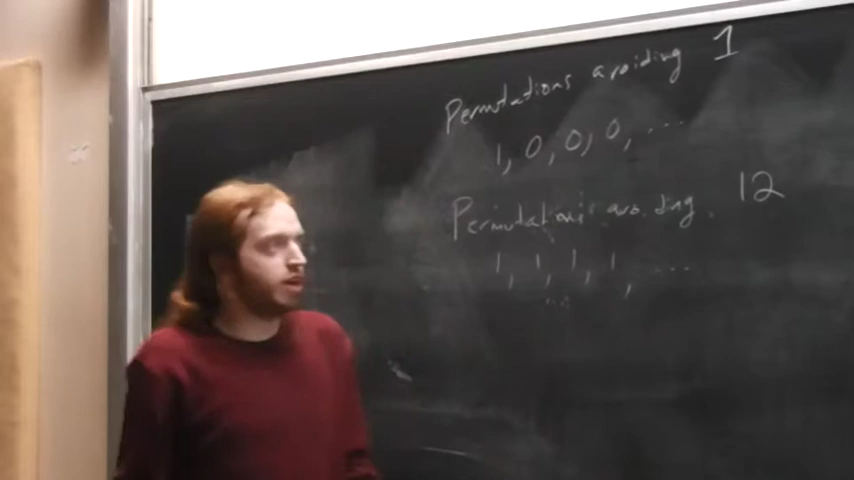 Permutations avoiding 1
1, 0, 0, 0, ...
Permutations avoiding 12
1, 1, 1, 1, ...